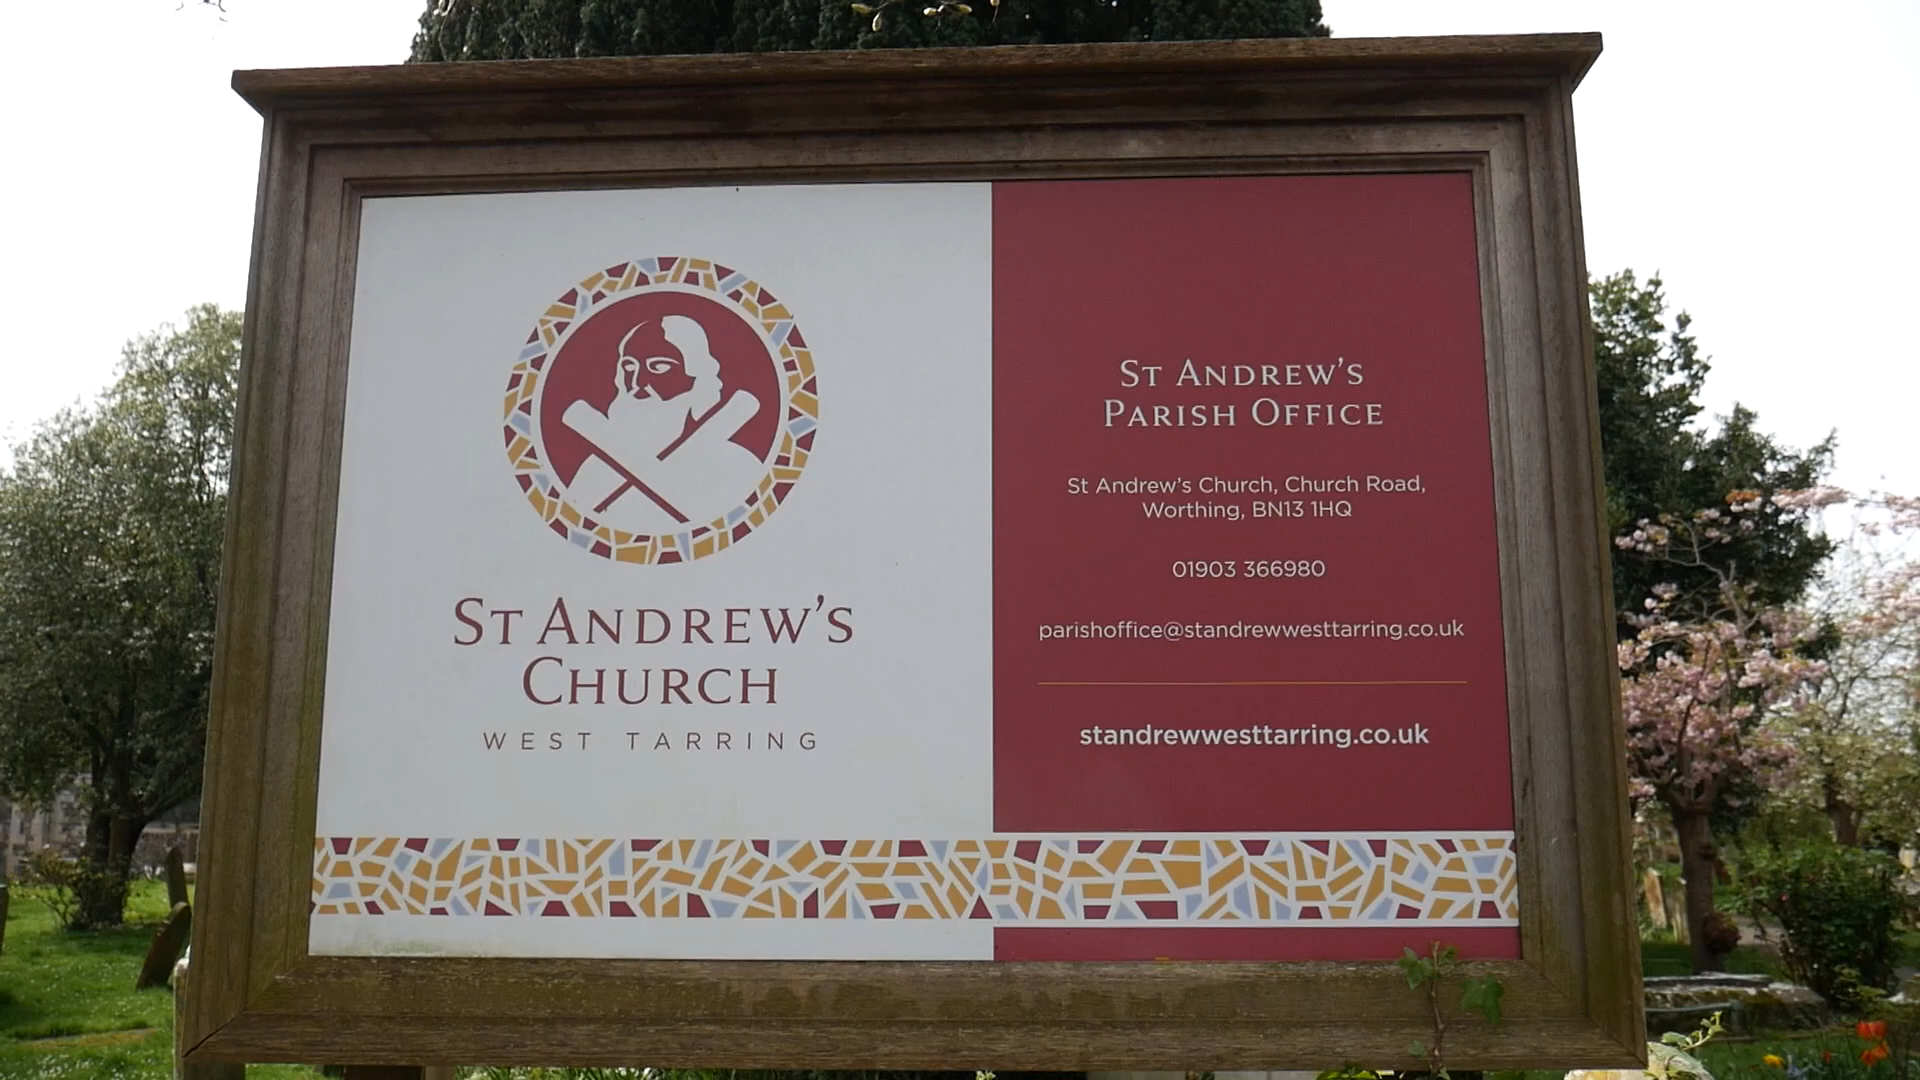 St Andrew's
Church
WEST TARRING
St Andrew's
Parish Office
St Andrew's Church, Church Road,
Worthing, BN13 1HQ
01903 366980
parishoffice@standrewwesttarring.co.uk
standrewwesttarring.co.uk